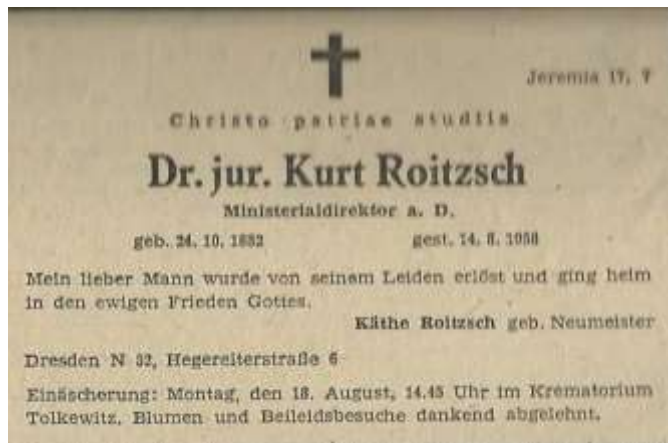 Jeremia 17, 7
Christo patriae studiis
Dr. jur. Kurt Roitzsch
Ministerialdirektor a. D.
geb. 24. 10. 1882 gest. 14. 8. 1958
Mein lieber Mann wurde von seinem Leiden erlöst und ging heim
in den ewigen Frieden Gottes.
Käthe Roitzsch geb. Neumeister
Dresden N 32, Hegereiterstraße 6
Einäscherung: Montag, den 18. August, 14.45 Uhr im Krematorium
Tolkewitz. Blumen und Beileidsbesuche dankend abgelehnt.